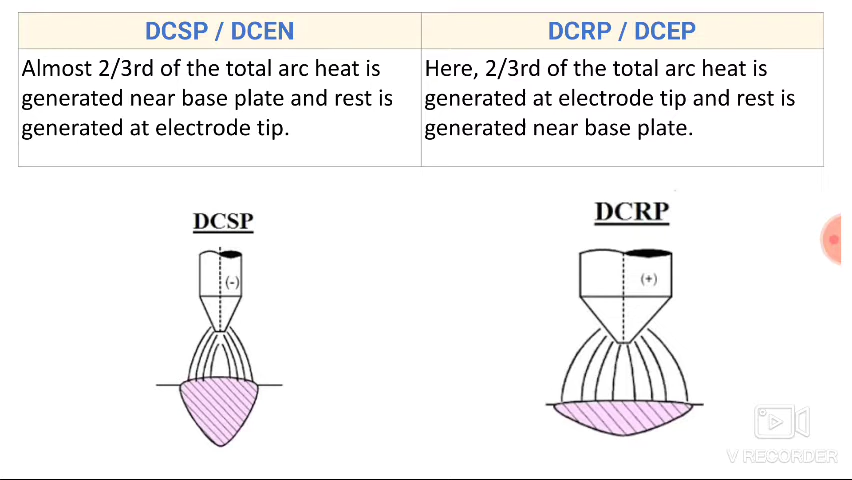 DCSP / DCEN
DCRP / DCEP
Almost 2/3rd of the total arc heat is
generated near base plate and rest is
generated at electrode tip.
Here, 2/3rd of the total arc heat is
generated at electrode tip and rest is
generated near base plate.
DCSP
DCRP
(-)
(+)
V RECORDER